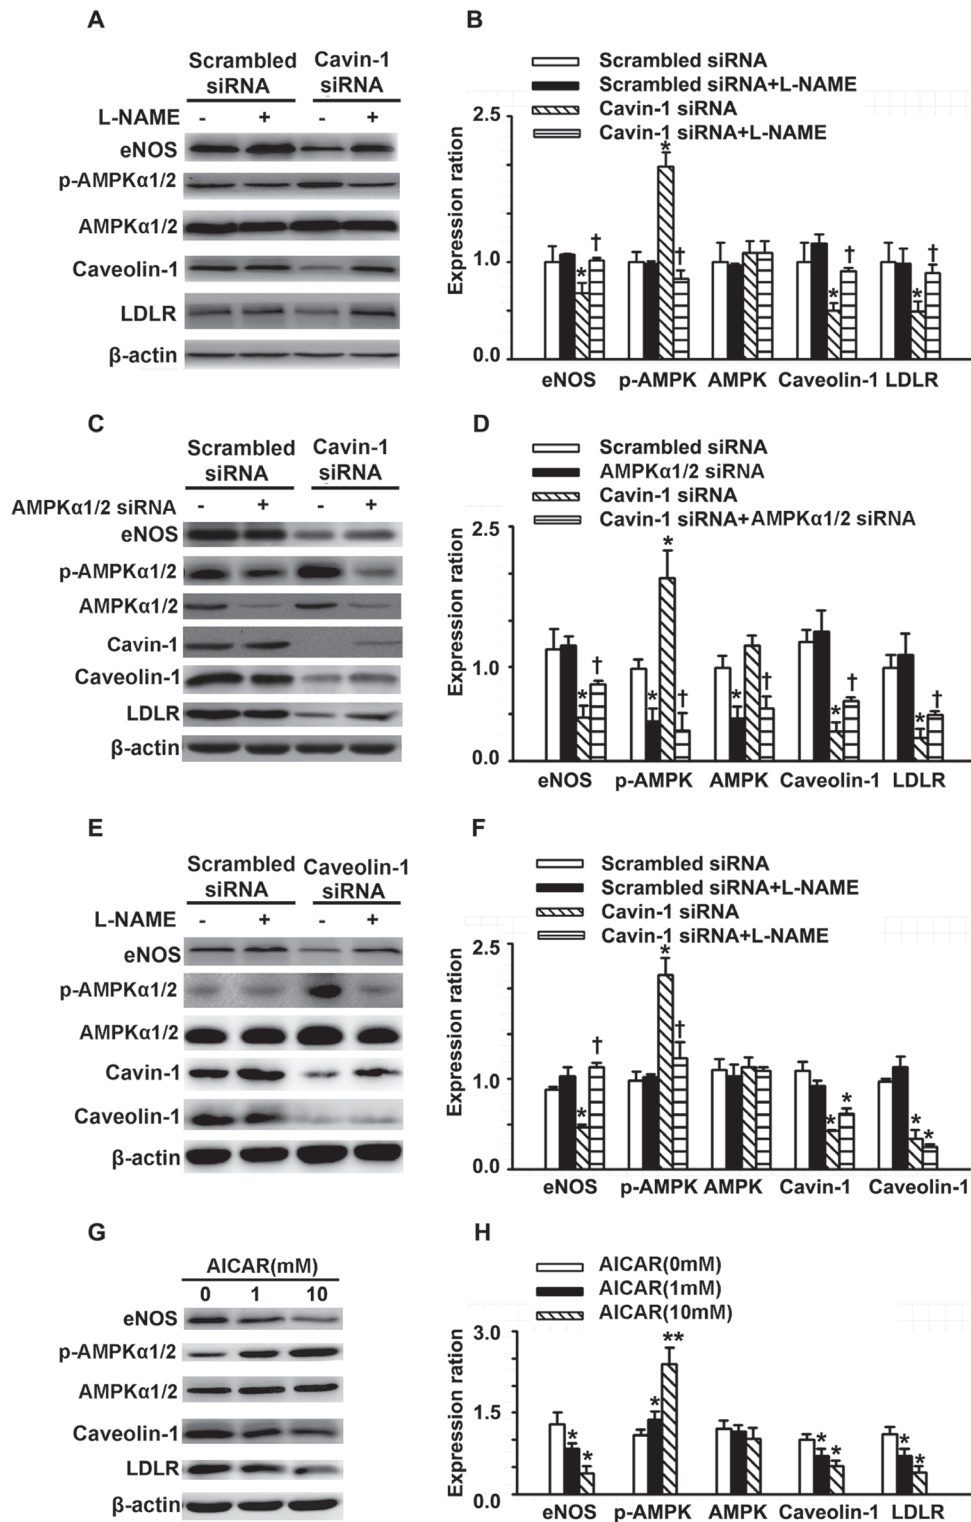 A
Scrambled siRNA
Cavin-1 siRNA
L-NAME - + - +
eNOS
p-AMPKα1/2
AMPKα1/2
Caveolin-1
LDLR
β-actin
B
Scrambled siRNA
Scrambled siRNA+L-NAME
Cavin-1 siRNA
Cavin-1 siRNA+L-NAME
Expression ration
2.5
1.0
0.0
* * † † * † * †
eNOS p-AMPK AMPK Caveolin-1 LDLR
C
Scrambled siRNA
Cavin-1 siRNA
AMPKα1/2 siRNA - + - +
eNOS
p-AMPKα1/2
AMPKα1/2
Cavin-1
Caveolin-1
LDLR
β-actin
D
Scrambled siRNA
AMPKα1/2 siRNA
Cavin-1 siRNA
Cavin-1 siRNA+AMPKα1/2 siRNA
Expression ration
2.5
1.0
0.0
* † * * † * † * † * †
eNOS p-AMPK AMPK Caveolin-1 LDLR
E
Scrambled siRNA
Caveolin-1 siRNA
L-NAME - + - +
eNOS
p-AMPKα1/2
AMPKα1/2
Cavin-1
Caveolin-1
β-actin
F
Scrambled siRNA
Scrambled siRNA+L-NAME
Cavin-1 siRNA
Cavin-1 siRNA+L-NAME
Expression ration
2.5
1.0
0.0
* † * † * * * *
eNOS p-AMPK AMPK Cavin-1 Caveolin-1
G
AICAR(mM)
0 1 10
eNOS
p-AMPKα1/2
AMPKα1/2
Caveolin-1
LDLR
β-actin
H
AICAR(0mM)
AICAR(1mM)
AICAR(10mM)
Expression ration
3.0
1.5
0.0
* * * ** * * * *
eNOS p-AMPK AMPK Caveolin-1 LDLR